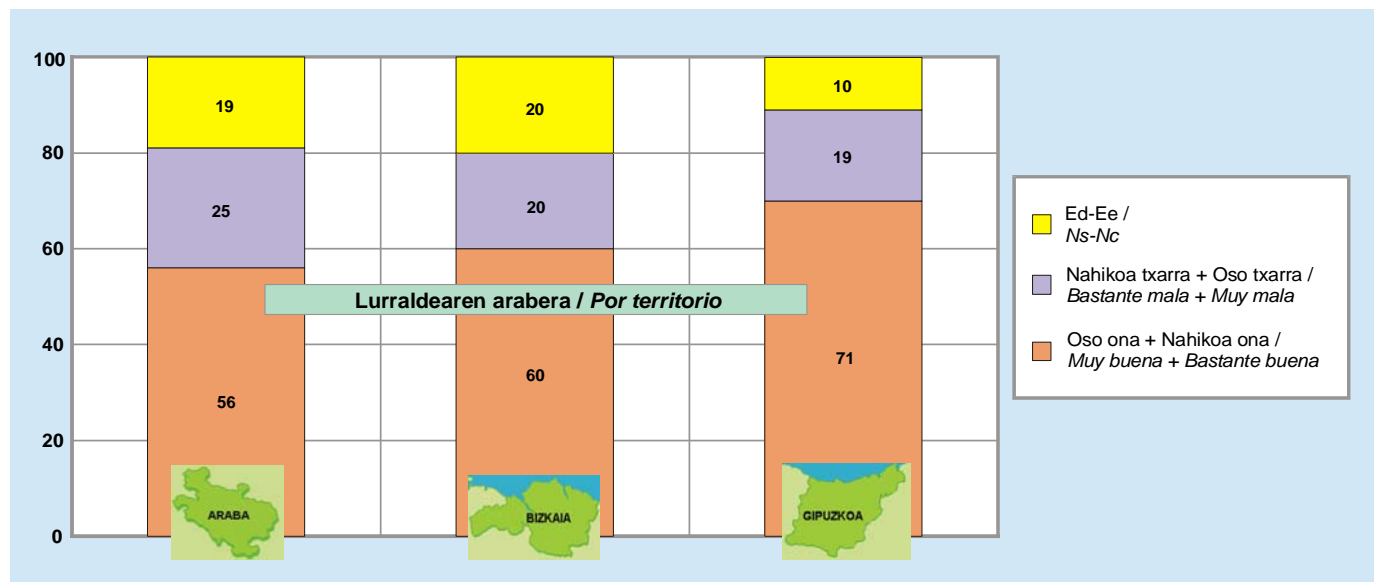 100
80
60
40
20
0
19
20
10
25
20
19
56
60
71
Lurraldearen arabera / Por territorio
ARABA
BIZKAIA
GIPUZKOA
Ed-Ee /
Ns-Nc
Nahikoa txarra + Oso txarra /
Bastante mala + Muy mala
Oso ona + Nahikoa ona /
Muy buena + Bastante buena